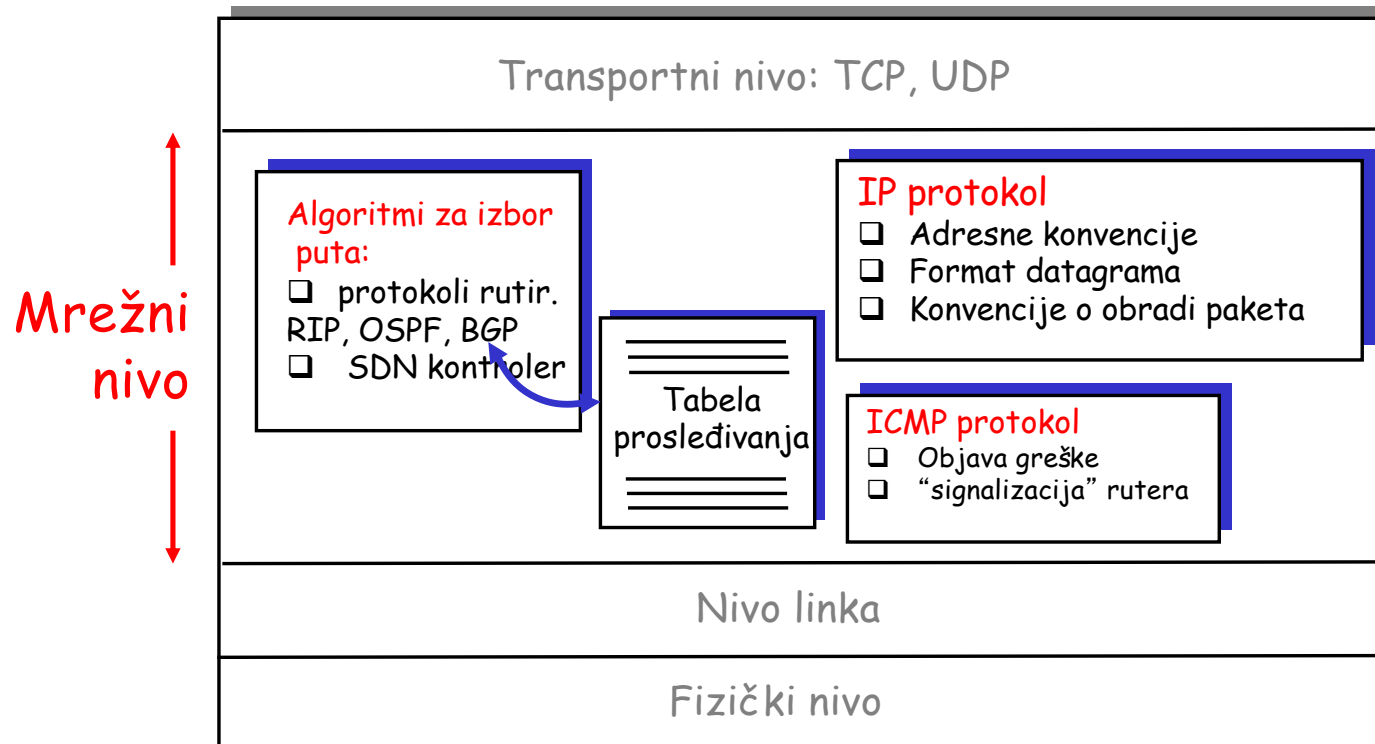 Transportni nivo: TCP, UDP
Mrežni
nivo
Algoritmi za izbor
puta:
❑ protokoli rutir.
RIP, OSPF, BGP
❑ SDN kontroler
Tabela
prosleđivanja
IP protokol
❑ Adresne konvencije
❑ Format datagrama
❑ Konvencije o obradi paketa
ICMP protokol
❑ Objava greške
❑ “signalizacija” rutera
Nivo linka
Fizički nivo